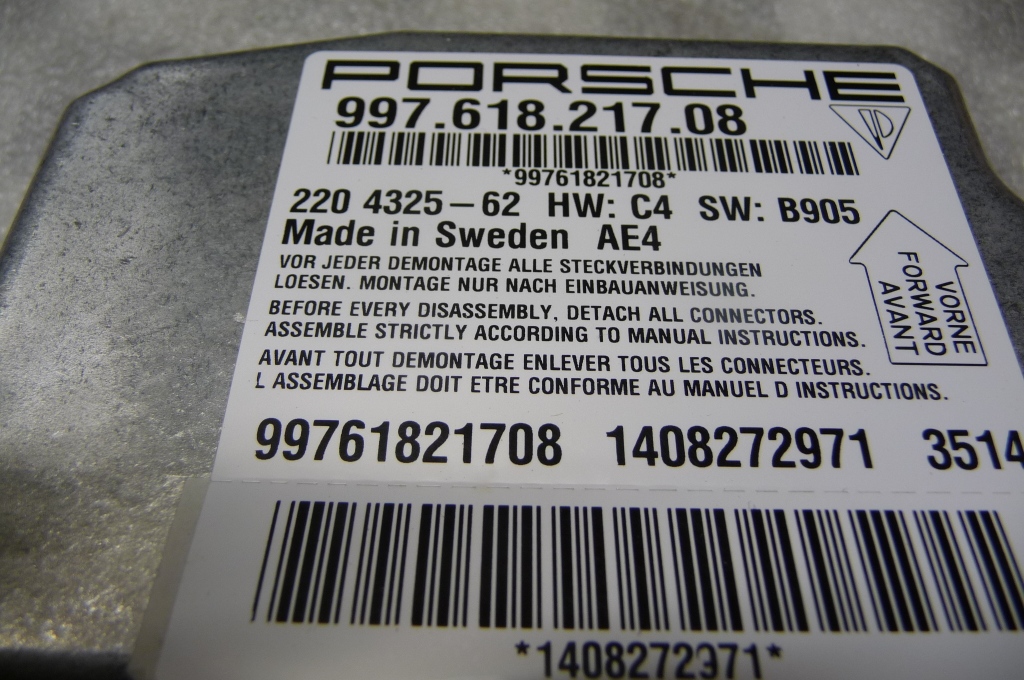 PORSCHE
997.618.217.08
*99761821708*
220 4325-62 HW: C4 SW: B905
Made in Sweden AE4
VOR JEDER DEMONTAGE ALLE STECKVERBINDUNGEN
LOESEN. MONTAGE NUR NACH EINBAUANWEISUNG.
BEFORE EVERY DISASSEMBLY, DETACH ALL CONNECTORS.
ASSEMBLE STRICTLY ACCORDING TO MANUAL INSTRUCTIONS.
AVANT TOUT DEMONTAGE ENLEVER TOUS LES CONNECTEURS.
L ASSEMBLAGE DOIT ETRE CONFORME AU MANUEL D INSTRUCTIONS.
VORNE
FORWARD
AVANT
99761821708 1408272971 3514
*1408272971*